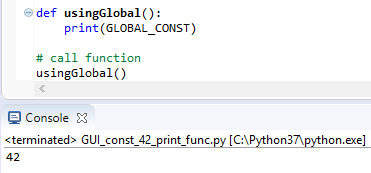 def usingGlobal():
    print(GLOBAL_CONST)
# call function
usingGlobal()
Console
<terminated> GUI_const_42_print_func.py [C:\Python37\python.exe]
42